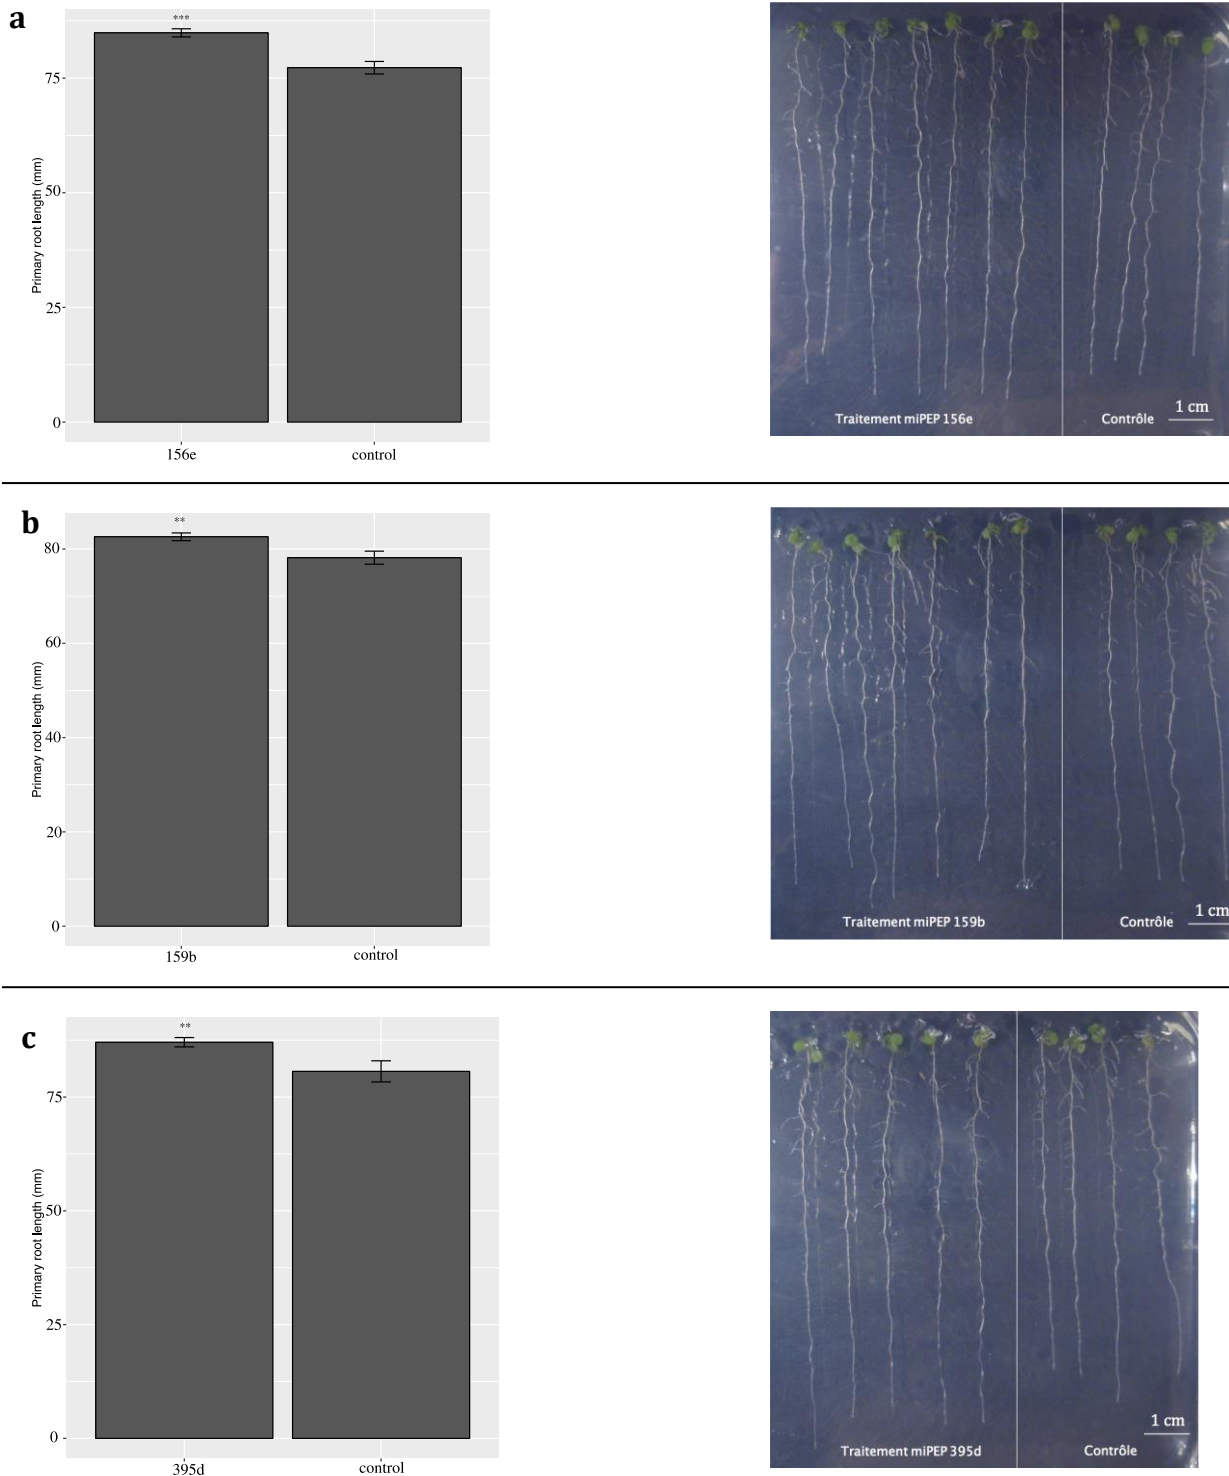 a
***
75
50
25
0
Primary root length (mm)
156e control
Traitement miPEP 156e
Contrôle
1 cm
b
**
80
60
40
20
0
Primary root length (mm)
159b control
Traitement miPEP 159b
Contrôle
1 cm
c
**
75
50
25
0
Primary root length (mm)
395d control
Traitement miPEP 395d
Contrôle
1 cm